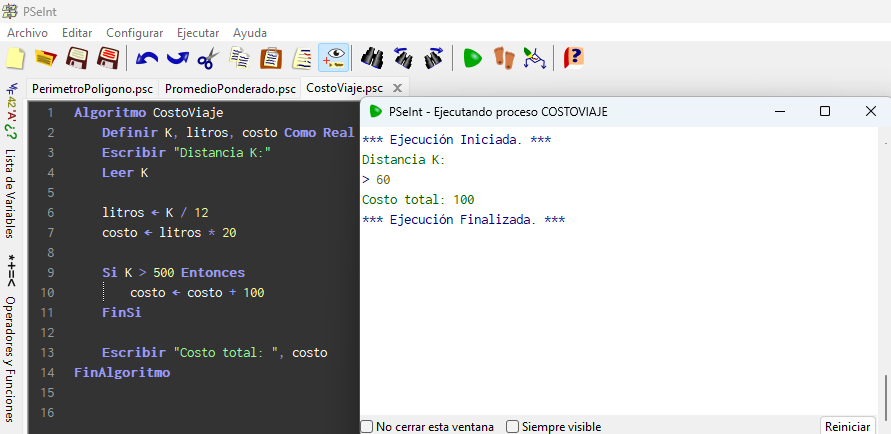 PSeInt
Archivo Editar Configurar Ejecutar Ayuda
PerimetroPoligono.psc PromedioPonderado.psc CostoViaje.psc
Lista de Variables
*+=<
Operadores y Funciones
1 Algoritmo CostoViaje
2 Definir K, litros, costo Como Real
3 Escribir "Distancia K:"
4 Leer K
5
6 litros ← K / 12
7 costo ← litros * 20
8
9 Si K > 500 Entonces
10 costo ← costo + 100
11 FinSi
12
13 Escribir "Costo total: ", costo
14 FinAlgoritmo
15
16
PSeInt - Ejecutando proceso COSTOVIAJE
*** Ejecución Iniciada. ***
Distancia K:
> 60
Costo total: 100
*** Ejecución Finalizada. ***
No cerrar esta ventana Siempre visible Reiniciar